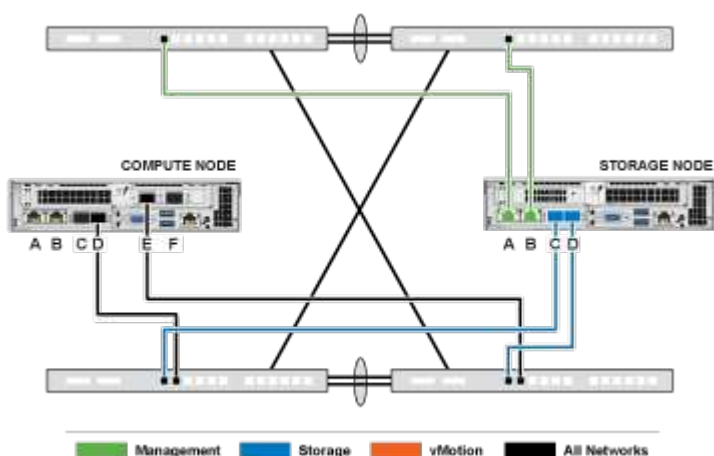 COMPUTE NODE
STORAGE NODE
A B C D E F
A B C D
Management Storage vMotion All Networks